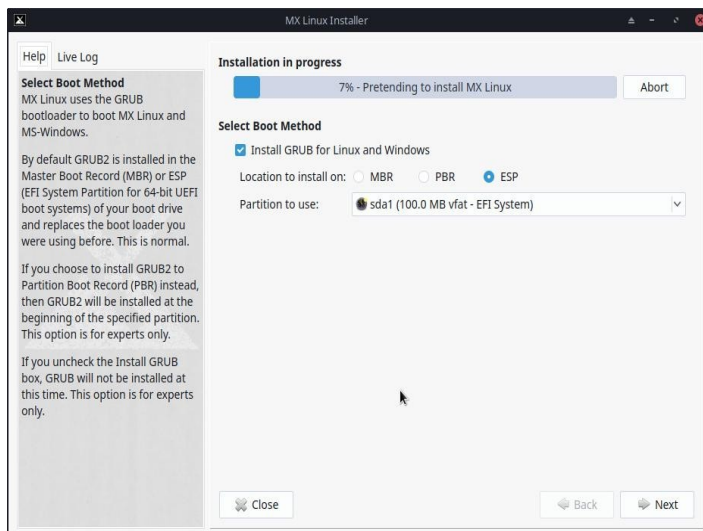 MX Linux Installer
Help
Live Log
Select Boot Method
MX Linux uses the GRUB
bootloader to boot MX Linux and
MS-Windows.
By default GRUB2 is installed in the
Master Boot Record (MBR) or ESP
(EFI System Partition for 64-bit UEFI
boot systems) of your boot drive
and replaces the boot loader you
were using before. This is normal.
If you choose to install GRUB2 to
Partition Boot Record (PBR) instead,
then GRUB2 will be installed at the
beginning of the specified partition.
This option is for experts only.
If you uncheck the Install GRUB
box, GRUB will not be installed at
this time. This option is for experts
only.
Installation in progress
7% - Pretending to install MX Linux
Abort
Select Boot Method
Install GRUB for Linux and Windows
Location to install on: MBR PBR ESP
Partition to use: sda1 (100.0 MB vfat - EFI System)
Close
Back
Next